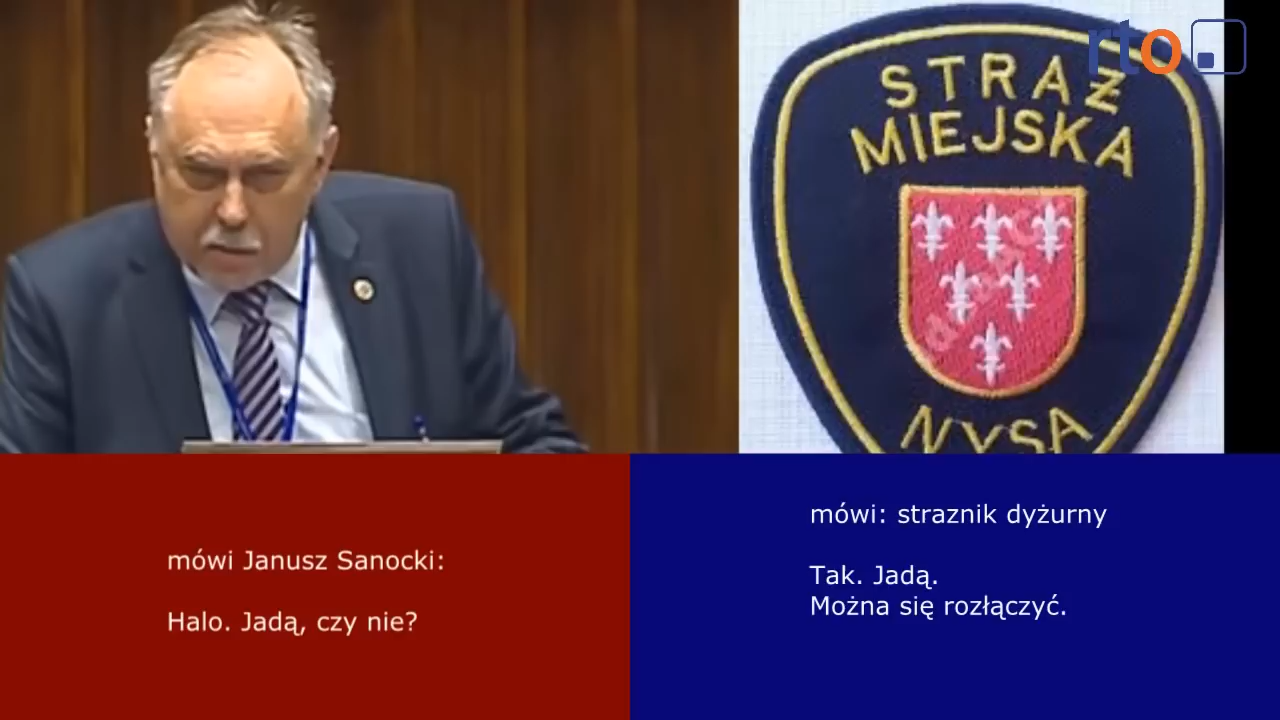 rto
STRAŻ
MIEJSKA
NYSA
mówi Janusz Sanocki:
Halo. Jadą, czy nie?
mówi: straznik dyżurny
Tak. Jadą.
Można się rozłączyć.